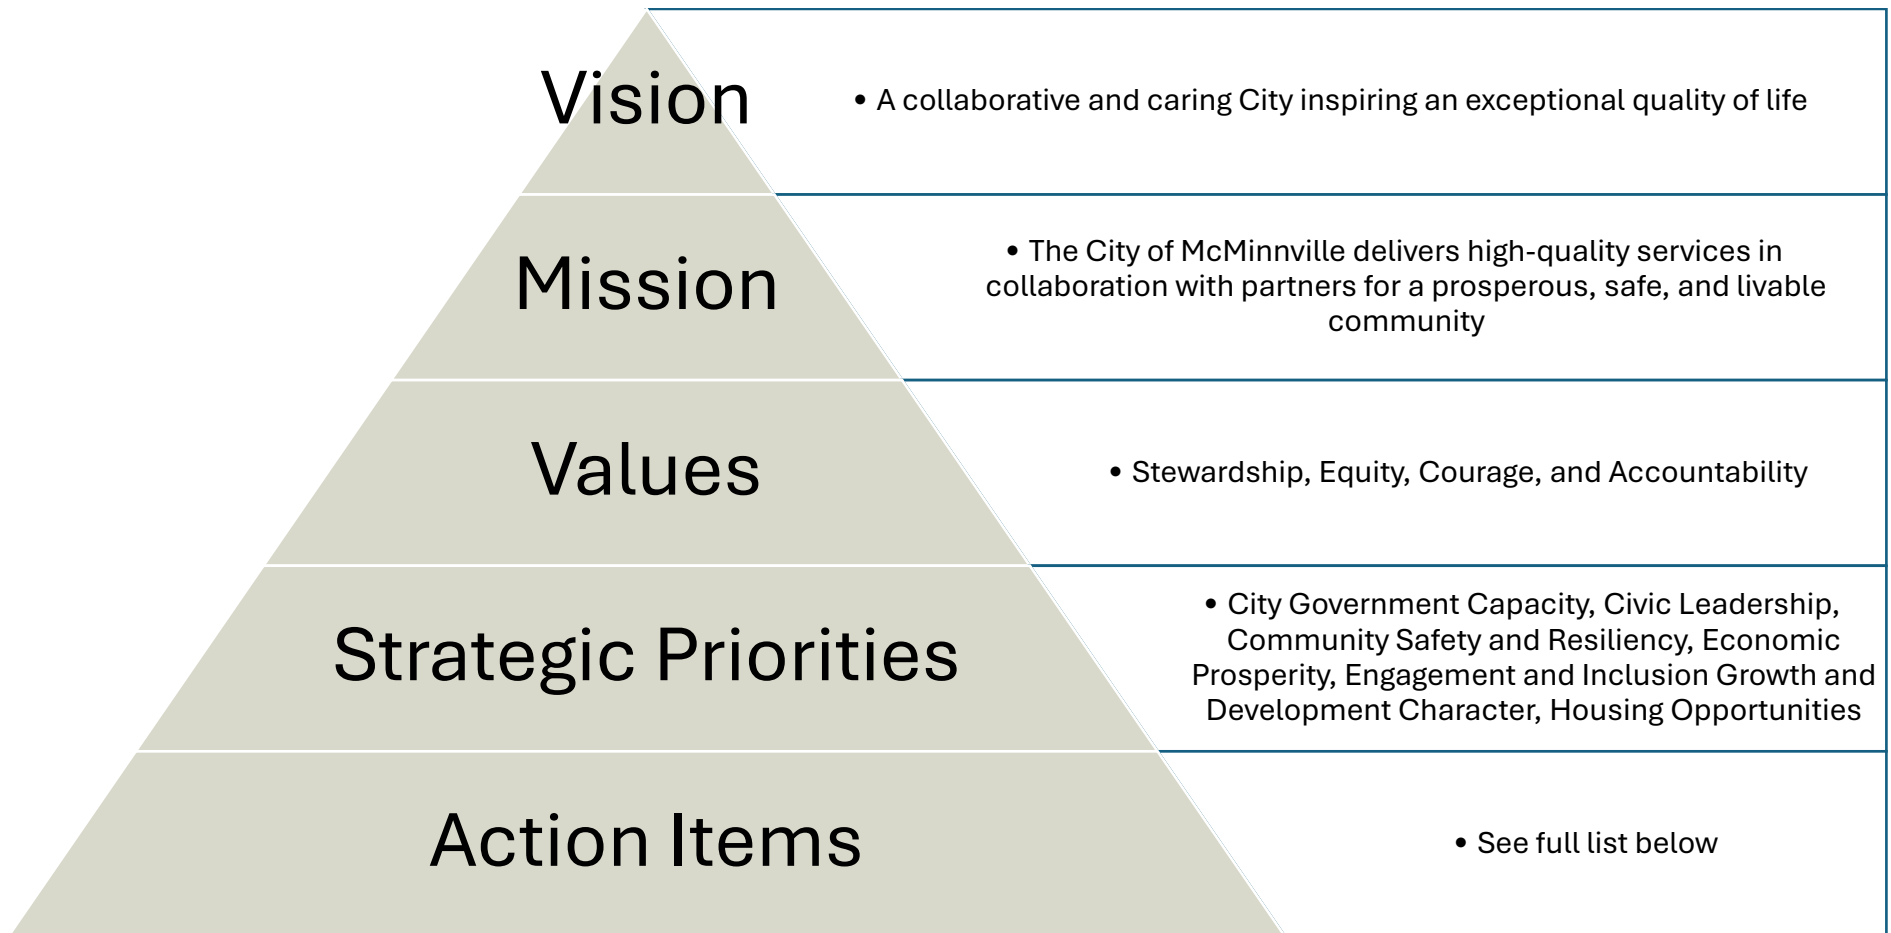 Vision
• A collaborative and caring City inspiring an exceptional quality of life
Mission
• The City of McMinnville delivers high-quality services in
collaboration with partners for a prosperous, safe, and livable
community
Values
• Stewardship, Equity, Courage, and Accountability
Strategic Priorities
• City Government Capacity, Civic Leadership,
Community Safety and Resiliency, Economic
Prosperity, Engagement and Inclusion Growth and
Development Character, Housing Opportunities
Action Items
• See full list below